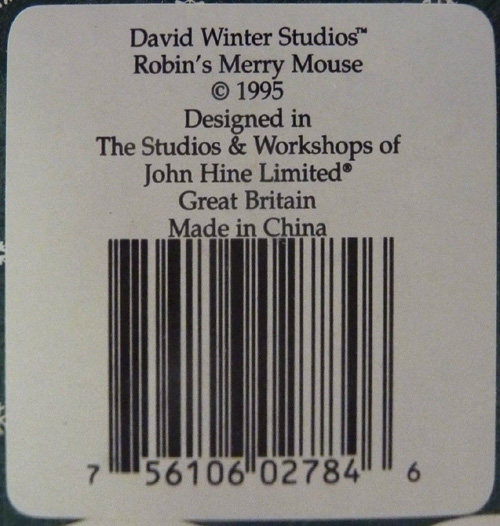 David Winter Studios™
Robin's Merry Mouse
© 1995
Designed in
The Studios & Workshops of
John Hine Limited®
Great Britain
Made in China
7 56106 02784 6